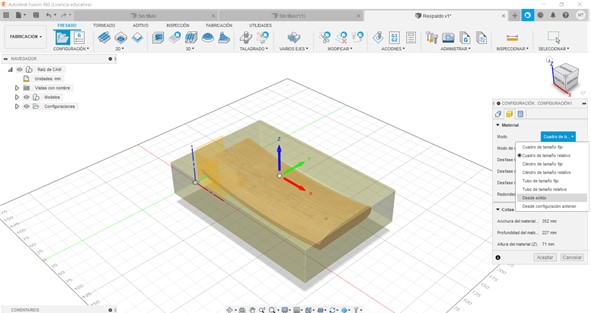 Autodesk Fusion 360 (Licencia educativa)
Sin título*
Sin título*(1)
Respaldo v1*
FABRICACIÓN
FRESADO
TORNEADO
ADITIVO
INSPECCIÓN
FABRICACIÓN
UTILIDADES
CONFIGURACIÓN
2D
3D
TALADRADO
VARIOS EJES
MODIFICAR
ACCIONES
ADMINISTRAR
INSPECCIONAR
SELECCIONAR
NAVEGADOR
Raíz de CAM
Unidades: mm
Vistas con nombre
Modelos
Configuraciones
CONFIGURACIÓN : CONFIGURACIÓN1
Material
Modo
Cuadro de ta...
Cuadro de tamaño fijo
Cuadro de tamaño relativo
Cilindro de tamaño fijo
Cilindro de tamaño relativo
Tubo de tamaño fijo
Tubo de tamaño relativo
Desde sólido
Desde configuración anterior
Modo de
Desfase
Desfase
Desfase
Redonde
Cotas
Anchura del material ...
352 mm
Profundidad del mate...
227 mm
Altura del material (Z)
71 mm
Aceptar
Cancelar
COMENTARIOS